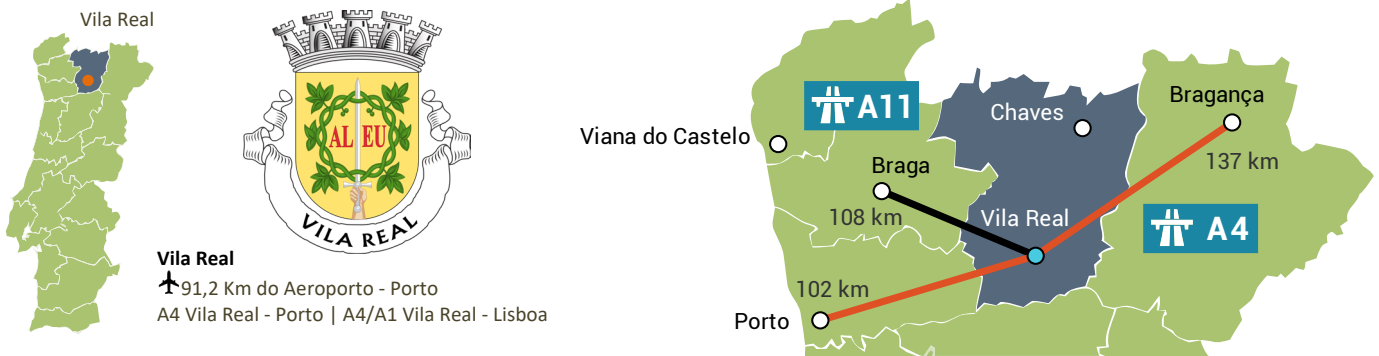 Vila Real
AL EU
VILA REAL
Vila Real
91,2 Km do Aeroporto - Porto
A4 Vila Real - Porto | A4/A1 Vila Real - Lisboa
A11
Chaves
Bragança
Viana do Castelo
Braga
137 km
108 km
Vila Real
A4
102 km
Porto